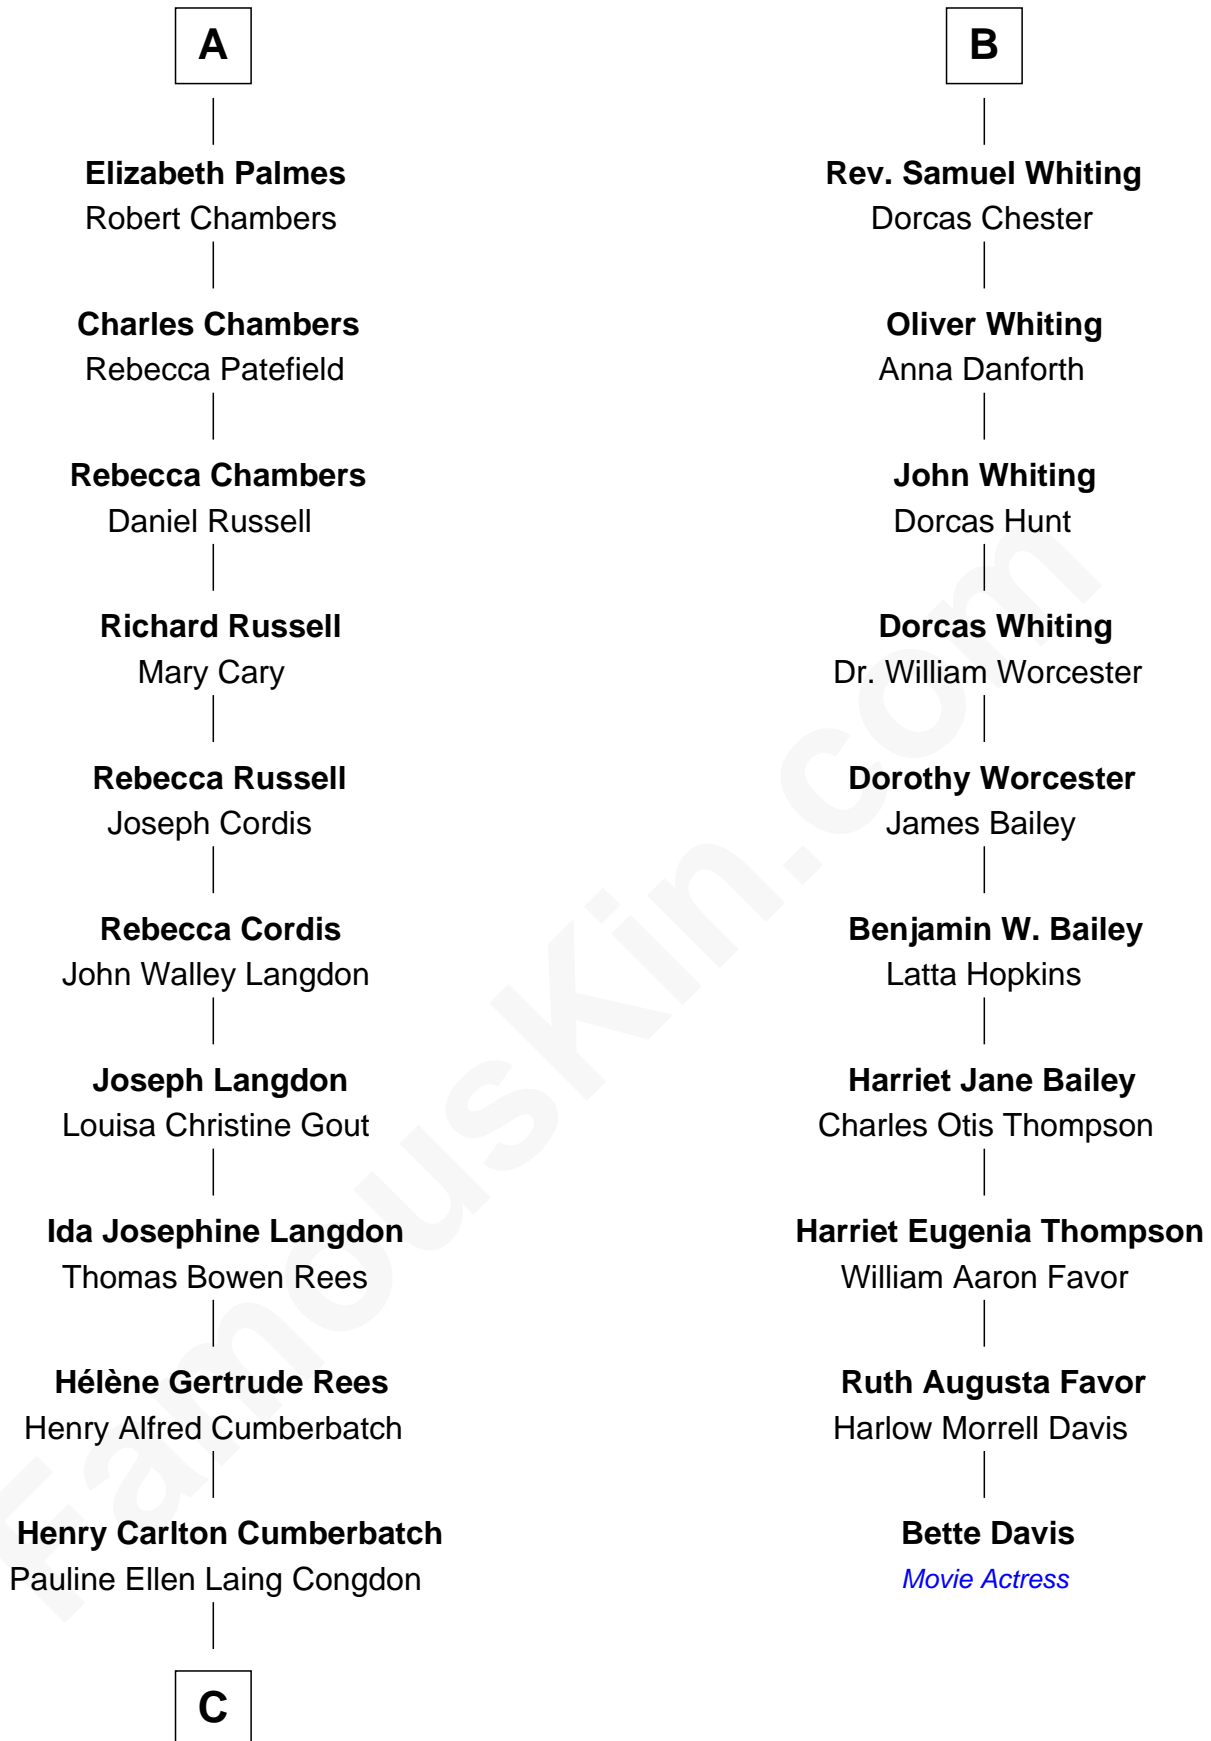 A
Elizabeth Palmes
Robert Chambers
Charles Chambers
Rebecca Patefield
Rebecca Chambers
Daniel Russell
Richard Russell
Mary Cary
Rebecca Russell
Joseph Cordis
Rebecca Cordis
John Walley Langdon
Joseph Langdon
Louisa Christine Gout
Ida Josephine Langdon
Thomas Bowen Rees
Hélène Gertrude Rees
Henry Alfred Cumberbatch
Henry Carlton Cumberbatch
Pauline Ellen Laing Congdon
C
B
Rev. Samuel Whiting
Dorcas Chester
Oliver Whiting
Anna Danforth
John Whiting
Dorcas Hunt
Dorcas Whiting
Dr. William Worcester
Dorothy Worcester
James Bailey
Benjamin W. Bailey
Latta Hopkins
Harriet Jane Bailey
Charles Otis Thompson
Harriet Eugenia Thompson
William Aaron Favor
Ruth Augusta Favor
Harlow Morrell Davis
Bette Davis
Movie Actress
FamousKin.com